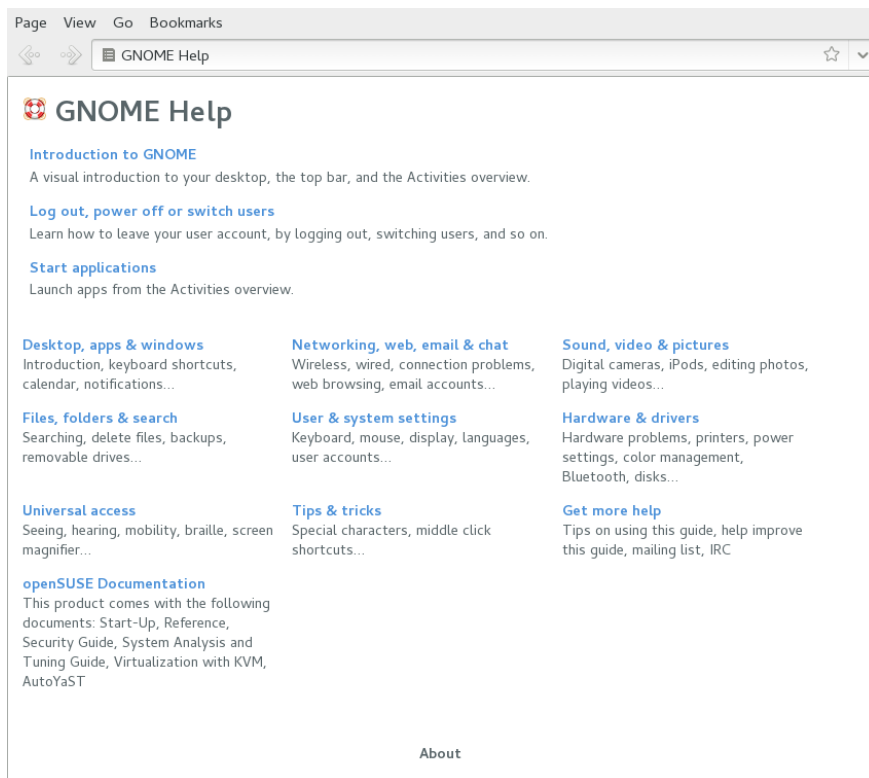 Page View Go Bookmarks
GNOME Help
GNOME Help
Introduction to GNOME
A visual introduction to your desktop, the top bar, and the Activities overview.
Log out, power off or switch users
Learn how to leave your user account, by logging out, switching users, and so on.
Start applications
Launch apps from the Activities overview.
Desktop, apps & windows
Introduction, keyboard shortcuts,
calendar, notifications...
Networking, web, email & chat
Wireless, wired, connection problems,
web browsing, email accounts...
Sound, video & pictures
Digital cameras, iPods, editing photos,
playing videos...
Files, folders & search
Searching, delete files, backups,
removable drives...
User & system settings
Keyboard, mouse, display, languages,
user accounts...
Hardware & drivers
Hardware problems, printers, power
settings, color management,
Bluetooth, disks...
Universal access
Seeing, hearing, mobility, braille, screen
magnifier...
Tips & tricks
Special characters, middle click
shortcuts...
Get more help
Tips on using this guide, help improve
this guide, mailing list, IRC
openSUSE Documentation
This product comes with the following
documents: Start-Up, Reference,
Security Guide, System Analysis and
Tuning Guide, Virtualization with KVM,
AutoYaST
About